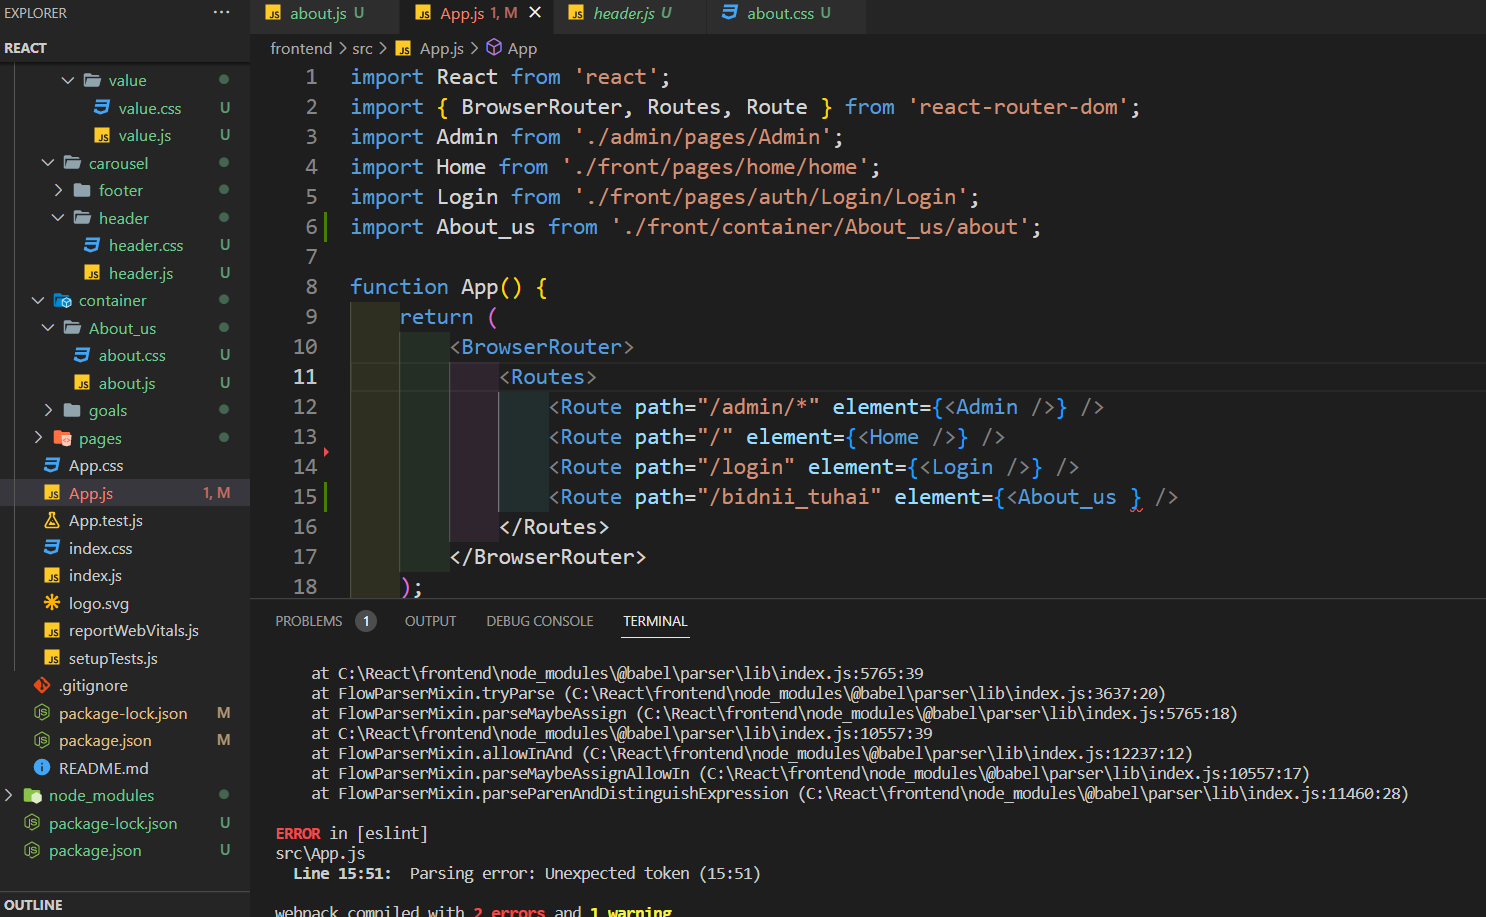 EXPLORER ...
REACT
value
value.css U
value.js U
carousel
footer
header
header.css U
header.js U
container
About_us
about.css U
about.js U
goals
pages
App.css
App.js 1, M
App.test.js
index.css
index.js
logo.svg
reportWebVitals.js
setupTests.js
.gitignore
package-lock.json M
package.json M
README.md
node_modules
package-lock.json U
package.json U
OUTLINE
about.js U App.js 1, M × header.js U about.css U
frontend > src > App.js > App
1 import React from 'react';
2 import { BrowserRouter, Routes, Route } from 'react-router-dom';
3 import Admin from './admin/pages/Admin';
4 import Home from './front/pages/home/home';
5 import Login from './front/pages/auth/Login/Login';
6 import About_us from './front/container/About_us/about';
7
8 function App() {
9 return (
10 <BrowserRouter>
11 <Routes>
12 <Route path="/admin/*" element={<Admin />} />
13 <Route path="/" element={<Home />} />
14 <Route path="/login" element={<Login />} />
15 <Route path="/bidnii_tuhai" element={<About_us } />
16 </Routes>
17 </BrowserRouter>
18 );
PROBLEMS 1 OUTPUT DEBUG CONSOLE TERMINAL
at C:\React\frontend\node_modules\@babel\parser\lib\index.js:5765:39
at FlowParserMixin.tryParse (C:\React\frontend\node_modules\@babel\parser\lib\index.js:3637:20)
at FlowParserMixin.parseMaybeAssign (C:\React\frontend\node_modules\@babel\parser\lib\index.js:5765:18)
at C:\React\frontend\node_modules\@babel\parser\lib\index.js:10557:39
at FlowParserMixin.allowInAnd (C:\React\frontend\node_modules\@babel\parser\lib\index.js:12237:12)
at FlowParserMixin.parseMaybeAssignAllowIn (C:\React\frontend\node_modules\@babel\parser\lib\index.js:10557:17)
at FlowParserMixin.parseParenAndDistinguishExpression (C:\React\frontend\node_modules\@babel\parser\lib\index.js:11460:28)
ERROR in [eslint]
src\App.js
Line 15:51: Parsing error: Unexpected token (15:51)
webpack compiled with 2 errors and 1 warning